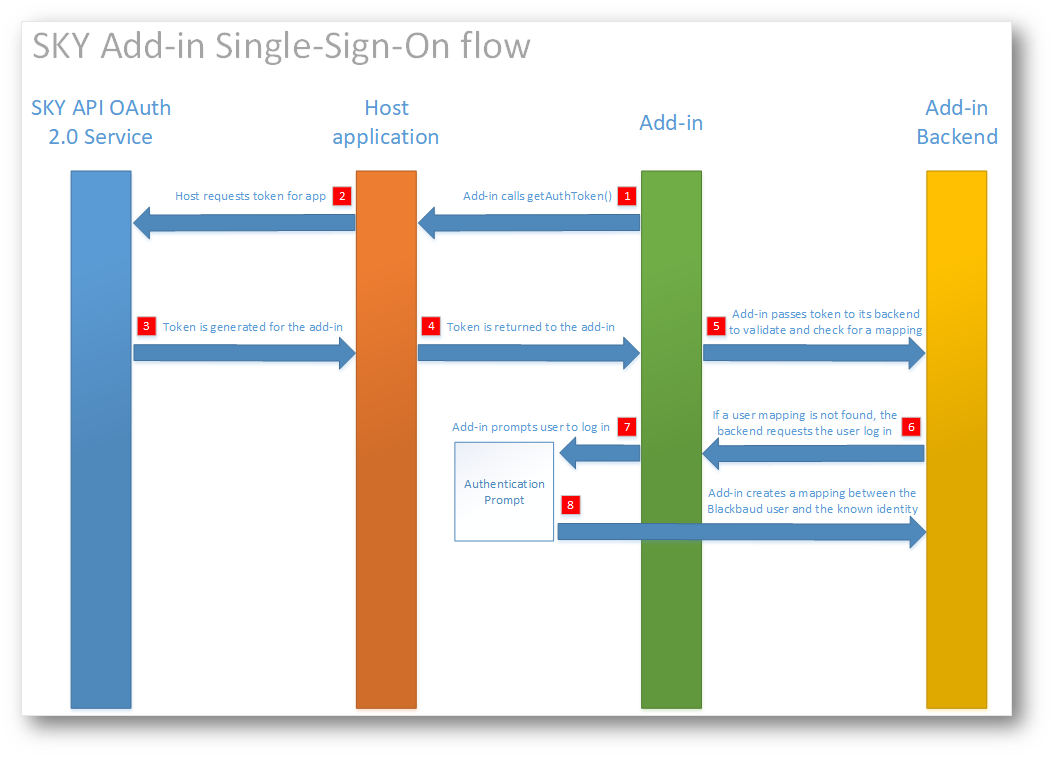 SKY Add-in Single-Sign-On flow
SKY API OAuth
2.0 Service
Host
application
Add-in
Add-in
Backend
Host requests token for app 2
Add-in calls getAuthToken() 1
3 Token is generated for the add-in
4 Token is returned to the add-in
5 Add-in passes token to its backend
to validate and check for a mapping
If a user mapping is not found, the
backend requests the user log in 6
Add-in prompts user to log in 7
Authentication
Prompt
8
Add-in creates a mapping between the
Blackbaud user and the known identity